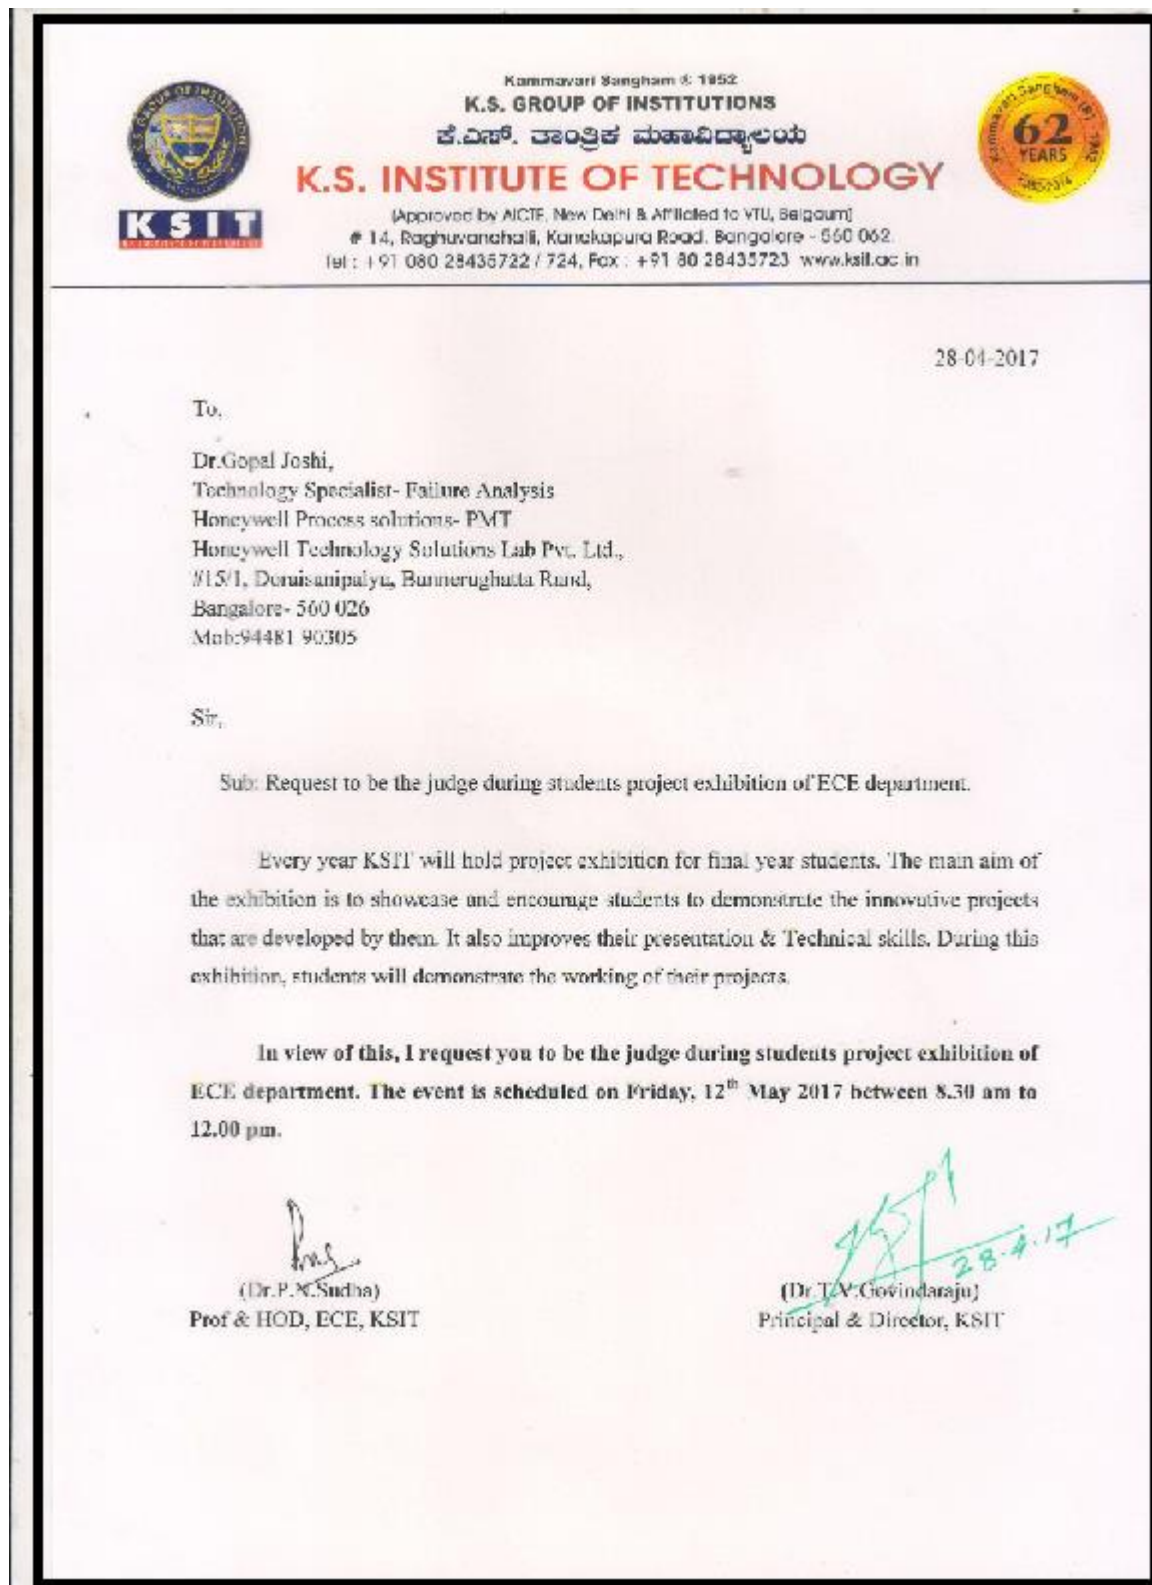 Kammavari Sangham ® 1952
K.S. GROUP OF INSTITUTIONS
ಕೆ.ಎಸ್. ತಾಂತ್ರಿಕ ಮಹಾವಿದ್ಯಾಲಯ
K.S. INSTITUTE OF TECHNOLOGY
(Approved by AICTE, New Delhi & Affiliated to VTU, Belgaum)
# 14, Raghuvanahalli, Kanakapura Road, Bangalore - 560 062.
Tel : +91 080 28435722 / 724, Fax : +91 80 28435723 www.ksit.ac.in
KSIT
62
YEARS
28-04-2017
To,
Dr.Gopal Joshi,
Technology Specialist- Failure Analysis
Honeywell Process solutions- PMT
Honeywell Technology Solutions Lab Pvt. Ltd.,
#15/1, Doraisanipalya, Bannerughatta Road,
Bangalore- 560 026
Mob:94481 90305
Sir,
Sub: Request to be the judge during students project exhibition of ECE department.
Every year KSIT will hold project exhibition for final year students. The main aim of
the exhibition is to showcase and encourage students to demonstrate the innovative projects
that are developed by them. It also improves their presentation & Technical skills. During this
exhibition, students will demonstrate the working of their projects.
In view of this, I request you to be the judge during students project exhibition of
ECE department. The event is scheduled on Friday, 12th May 2017 between 8.30 am to
12.00 pm.
28.4.17
(Dr.P.N.Sudha)
Prof & HOD, ECE, KSIT
(Dr.T.V.Govindaraju)
Principal & Director, KSIT